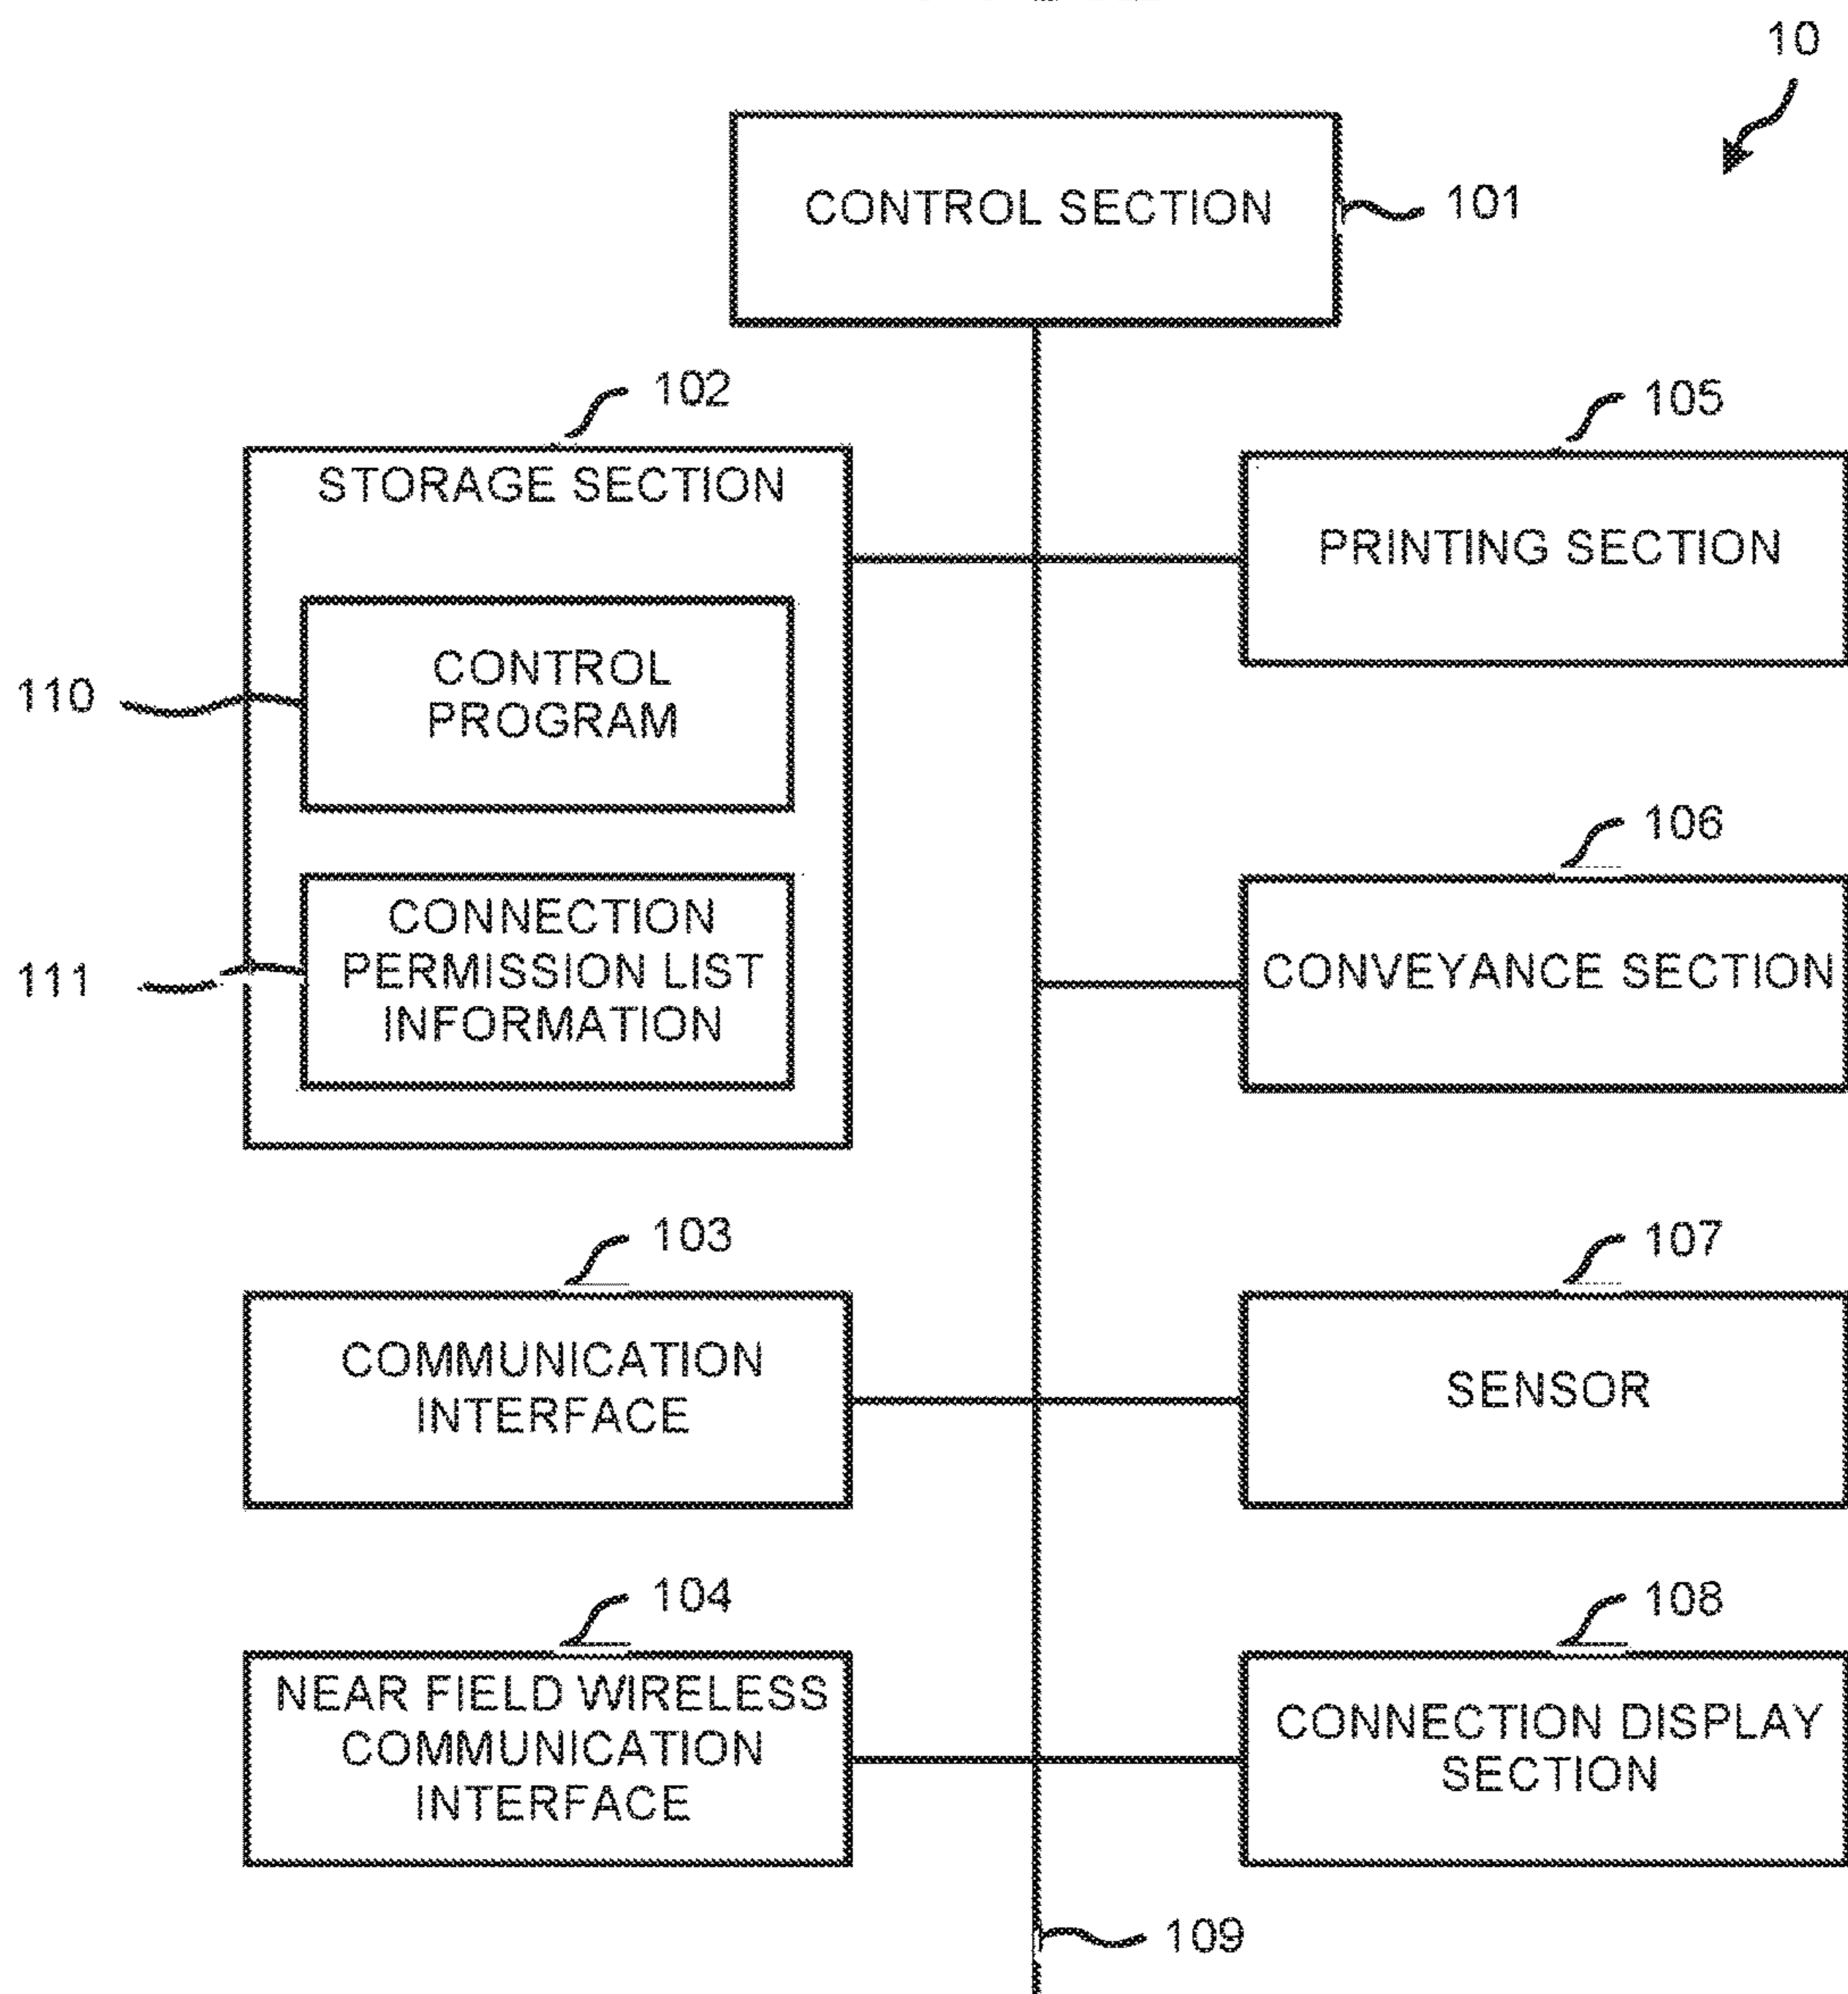 10
CONTROL SECTION
101
102
105
STORAGE SECTION
PRINTING SECTION
110
CONTROL
PROGRAM
106
111
CONNECTION
PERMISSION LIST
INFORMATION
CONVEYANCE SECTION
103
107
COMMUNICATION
INTERFACE
SENSOR
104
108
NEAR FIELD WIRELESS
COMMUNICATION
INTERFACE
CONNECTION DISPLAY
SECTION
109